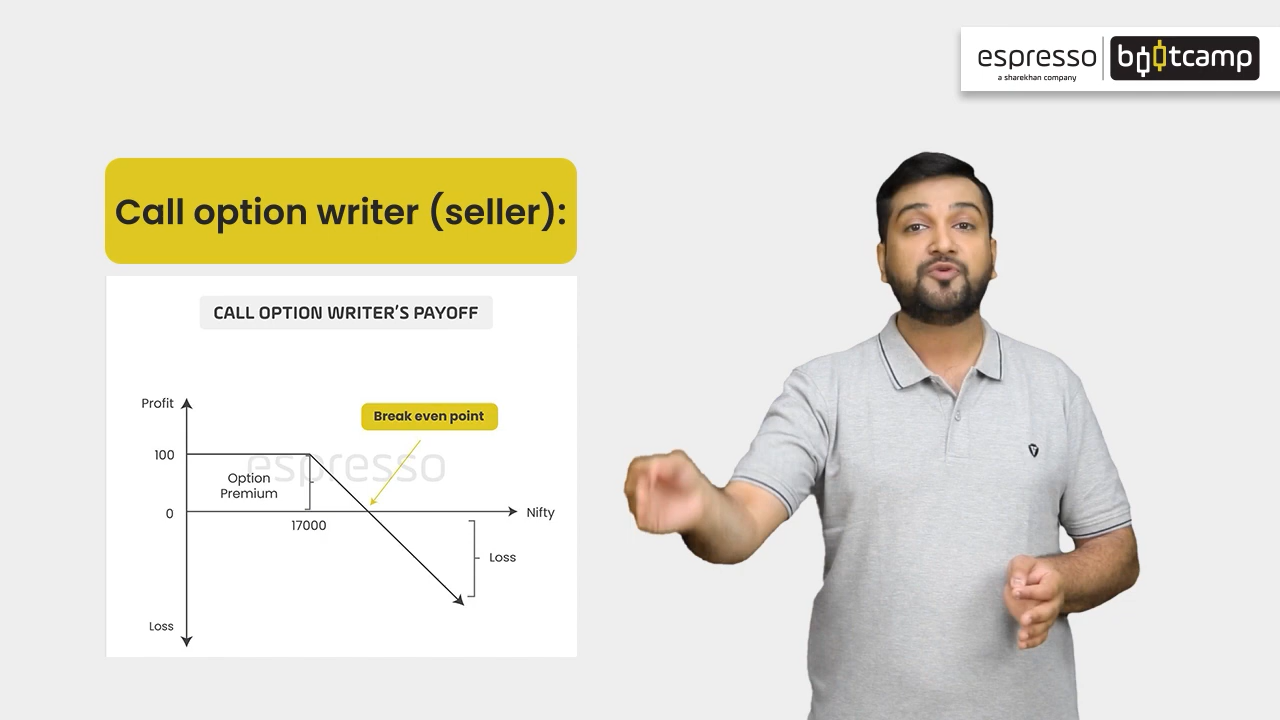 espresso
a sharekhan company
bootcamp
Call option writer (seller):
CALL OPTION WRITER'S PAYOFF
Profit
Break even point
100
espresso
Option
Premium
0
17000
Nifty
Loss
Loss